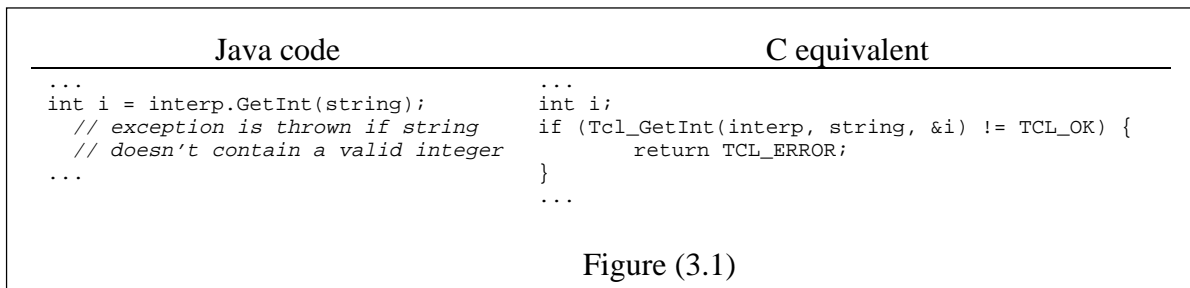 Java code
...
int i = interp.GetInt(string);
// exception is thrown if string
// doesn't contain a valid integer
...
C equivalent
...
int i;
if (Tcl_GetInt(interp, string, &i) != TCL_OK) {
return TCL_ERROR;
}
...
Figure (3.1)